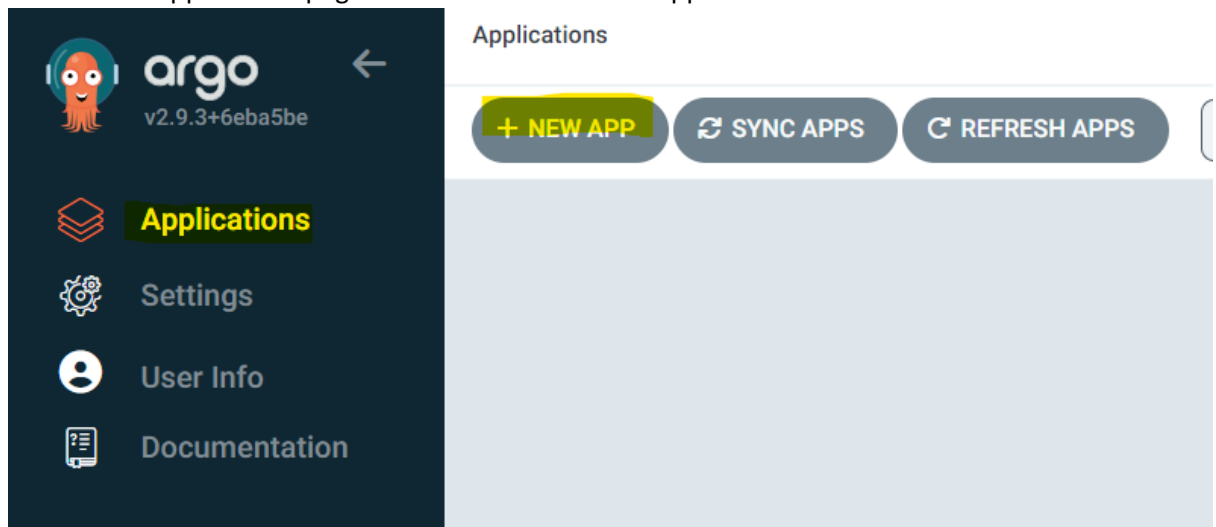 Applications
argo
v2.9.3+6eba5be
+ NEW APP
SYNC APPS
REFRESH APPS
Applications
Settings
User Info
Documentation